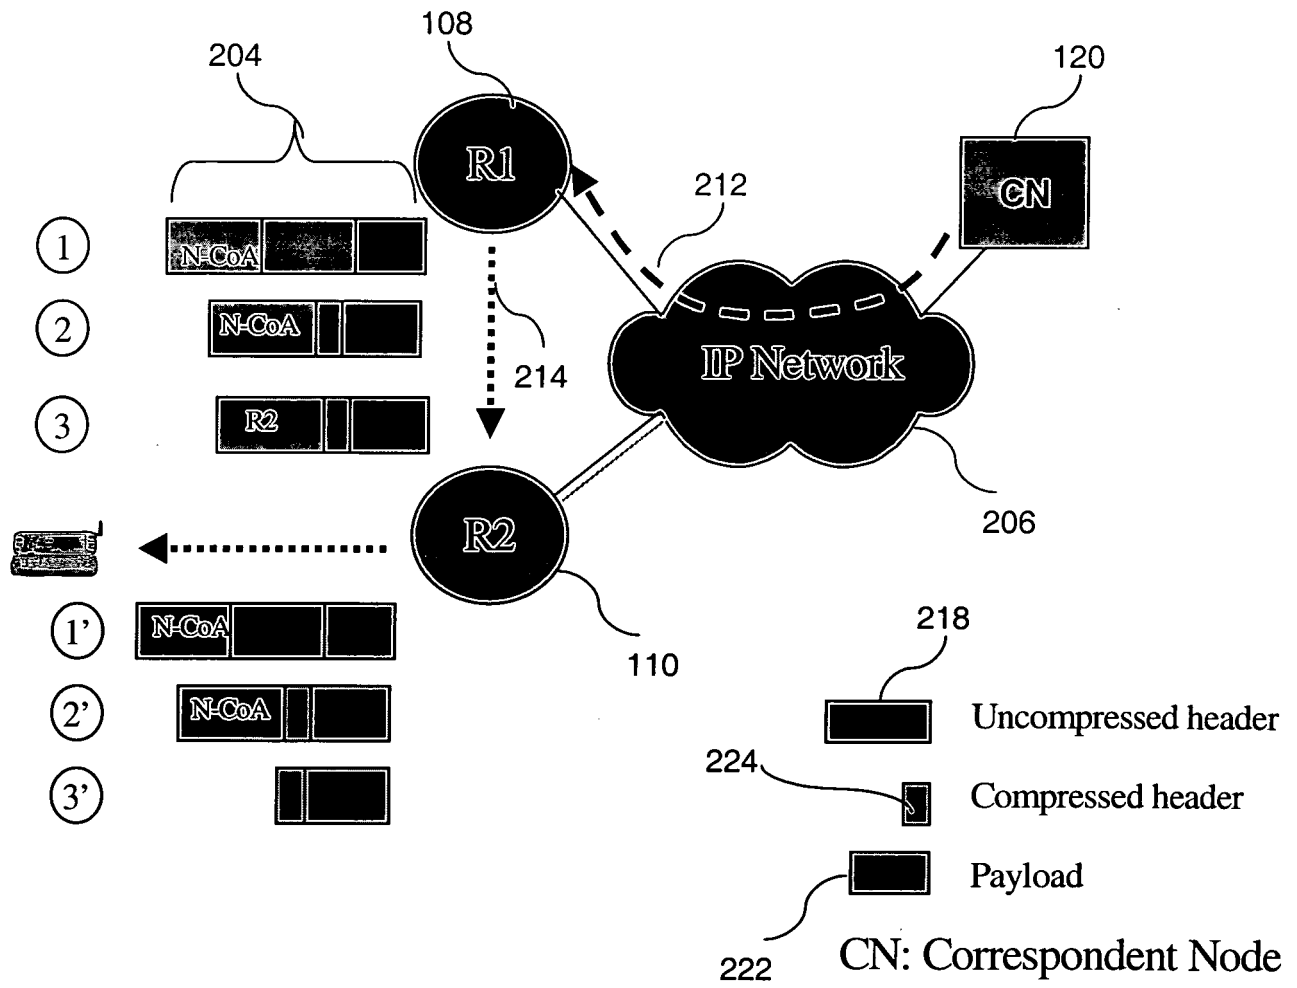 108
204
120
R1
212
CN
1
N-CoA
2
N-CoA
214
IP Network
3
R2
206
R2
1’
N-CoA
110
218
2’
N-CoA
Uncompressed header
224
3’
Compressed header
Payload
222
CN: Correspondent Node